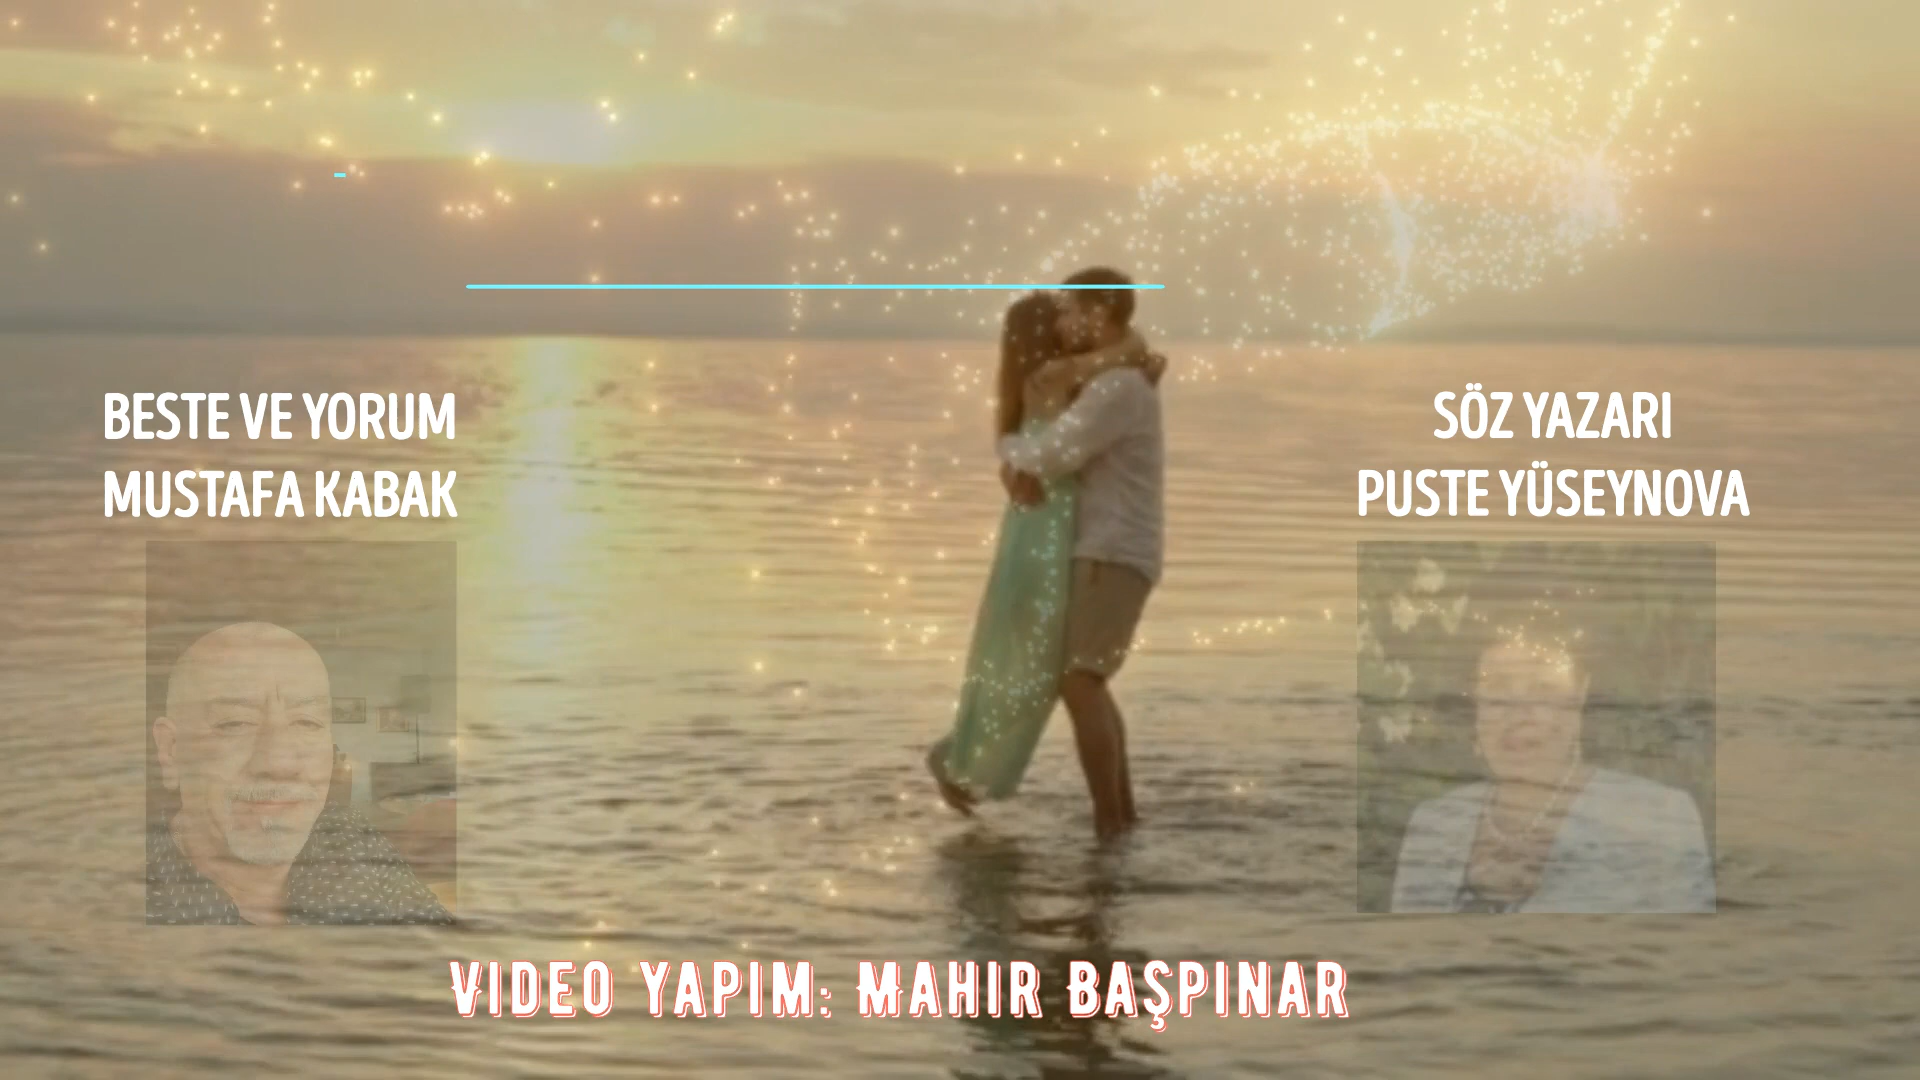 BESTE VE YORUM
MUSTAFA KABAK
SÖZ YAZARI
PUSTE YÜSEYNOVA
VIDEO YAPIM: MAHIR BAŞPINAR